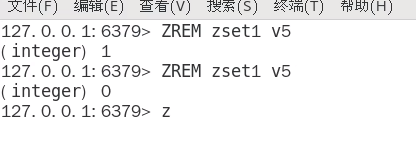 文件(F) 编辑(E) 查看(V) 搜索(S) 终端(T) 帮助(H)
127.0.0.1:6379> ZREM zset1 v5
(integer) 1
127.0.0.1:6379> ZREM zset1 v5
(integer) 0
127.0.0.1:6379> z